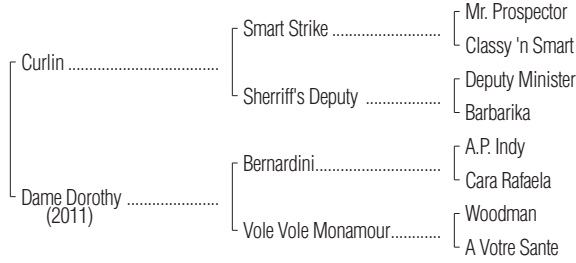 Mr. Prospector
Smart Strike ......................
Classy 'n Smart
Curlin ...............................
Deputy Minister
Sherriff's Deputy ...............
Barbarika
A.P. Indy
Bernardini.........................
Cara Rafaela
Dame Dorothy ...................
(2011)
Woodman
Vole Vole Monamour............
A Votre Sante